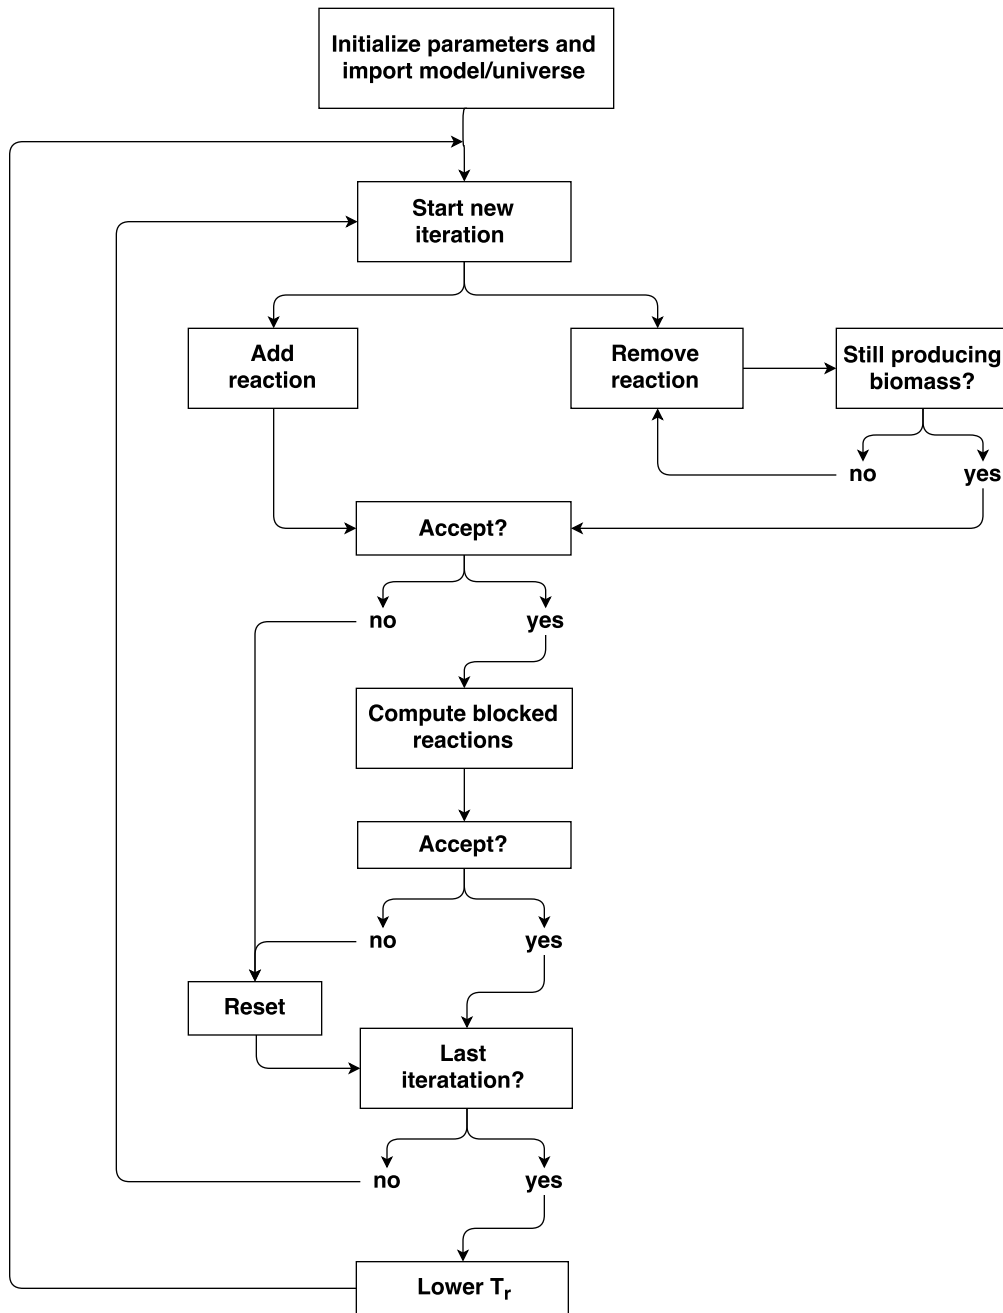 Initialize parameters and
import model/universe
Start new
iteration
Add
reaction
Remove
reaction
Still producing
biomass?
no
yes
Accept?
no
yes
Compute blocked
reactions
Accept?
no
yes
Reset
Last
iteratation?
no
yes
Lower Tr